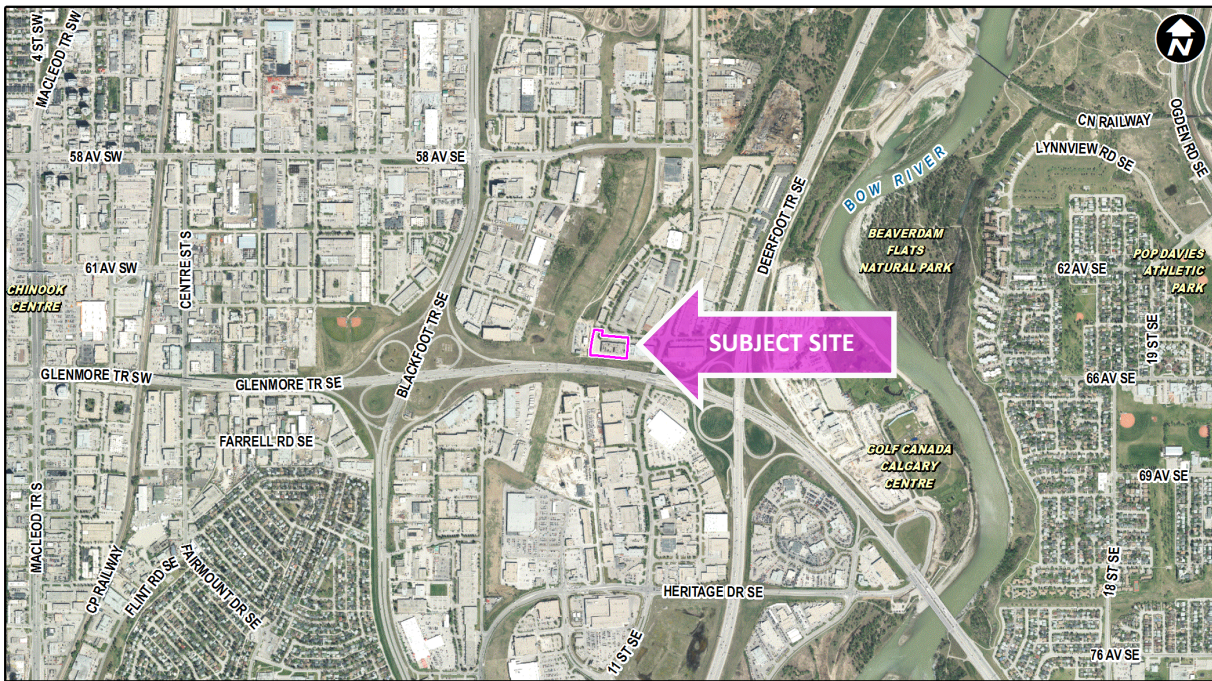 4 ST SW
MACLEOD TR SW
N
OGDEN RD SE
CN RAILWAY
LYNNVIEW RD SE
58 AV SW
58 AV SE
BOW RIVER
DEERFOOT TR SE
BEAVERDAM
FLATS
NATURAL PARK
POP DAVIES
ATHLETIC
PARK
62 AV SE
61 AV SW
CENTRE ST S
CHINOOK
CENTRE
BLACKFOOT TR SE
SUBJECT SITE
19 ST SE
GLENMORE TR SW
GLENMORE TR SE
66 AV SE
FARRELL RD SE
GOLF CANADA
CALGARY
CENTRE
69 AV SE
MACLEOD TR S
CP RAILWAY
FLINT RD SE
FAIRMOUNT DR SE
HERITAGE DR SE
18 ST SE
11 ST SE
76 AV SE